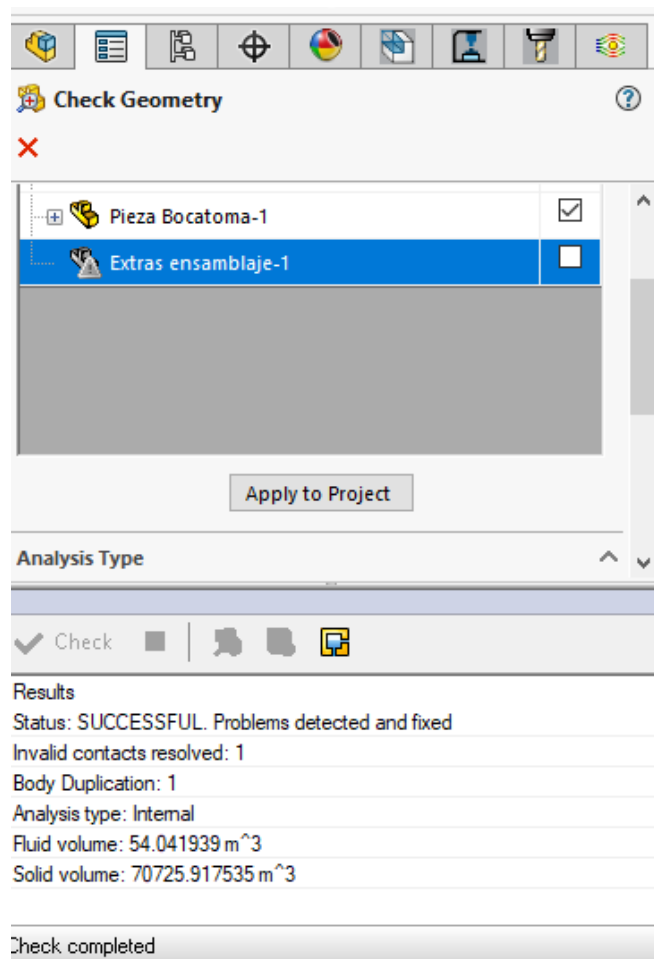 Check Geometry
Pieza Bocatoma-1
Extras ensamblaje-1
Apply to Project
Analysis Type
Check
Results
Status: SUCCESSFUL. Problems detected and fixed
Invalid contacts resolved: 1
Body Duplication: 1
Analysis type: Internal
Fluid volume: 54.041939 m^3
Solid volume: 70725.917535 m^3
Check completed